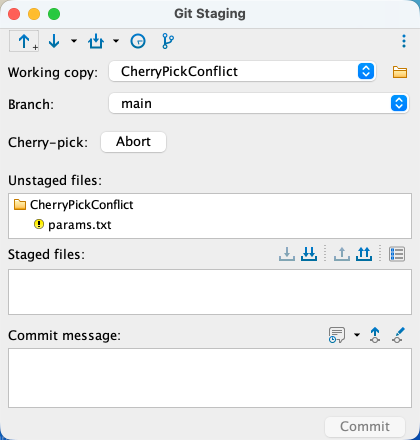 Git Staging
Working copy: CherryPickConflict
Branch: main
Cherry-pick: Abort
Unstaged files:
CherryPickConflict
params.txt
Staged files:
Commit message:
Commit